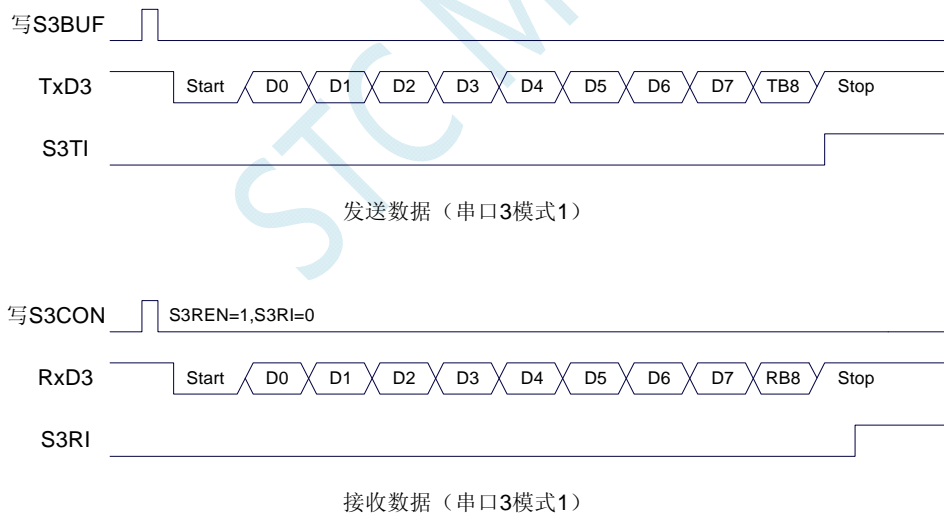 写S3BUF
TxD3 Start D0 D1 D2 D3 D4 D5 D6 D7 TB8 Stop
S3TI
发送数据（串口3模式1）
写S3CON S3REN=1,S3RI=0
RxD3 Start D0 D1 D2 D3 D4 D5 D6 D7 RB8 Stop
S3RI
接收数据（串口3模式1）
STC M